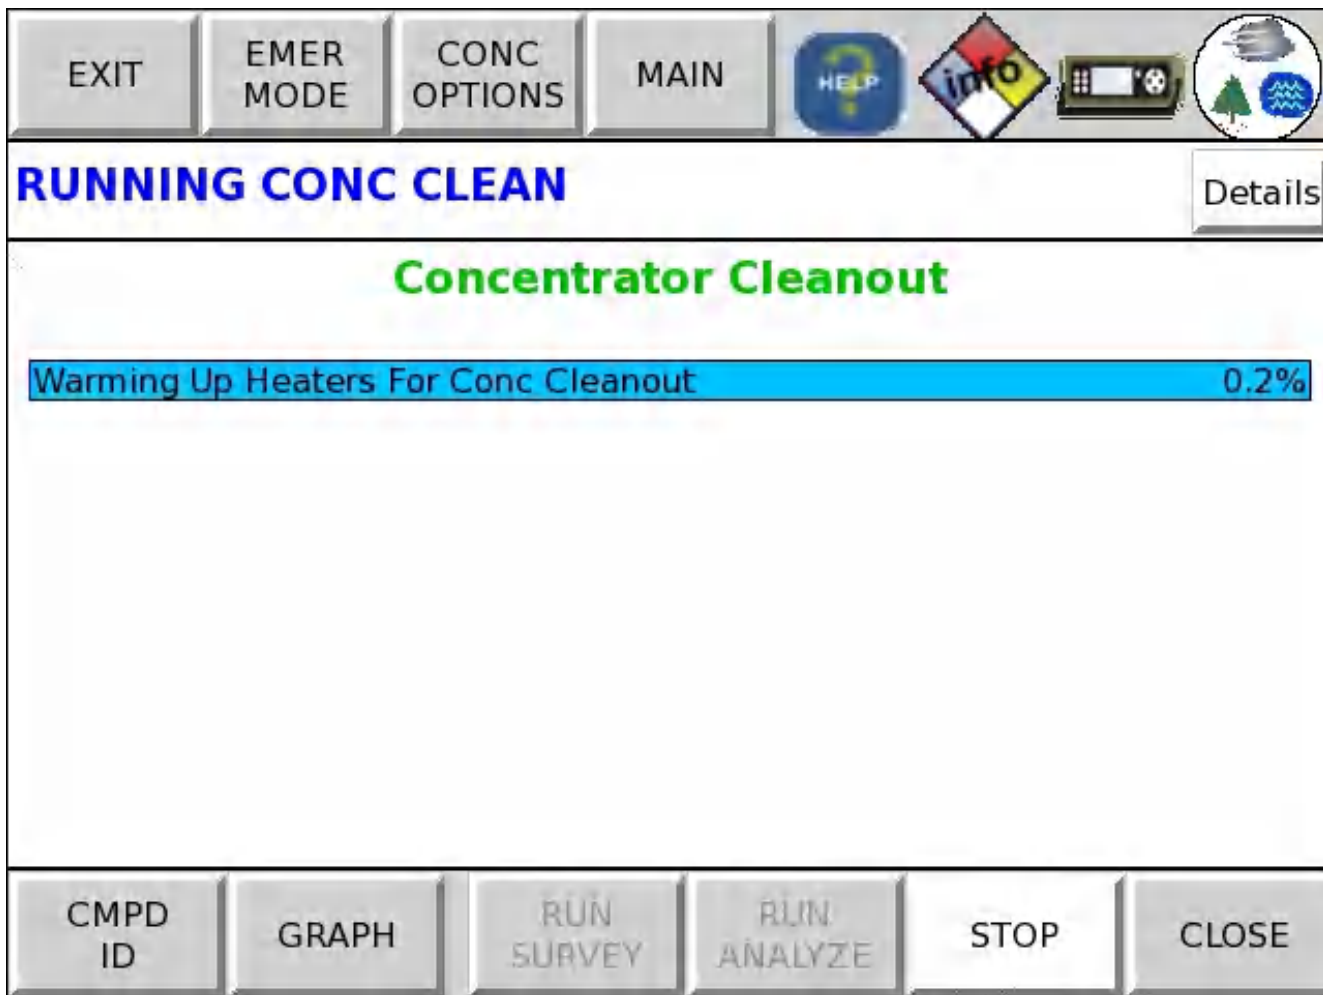 EXIT
EMER
MODE
CONC
OPTIONS
MAIN
HELP
info
RUNNING CONC CLEAN
Details
Concentrator Cleanout
Warming Up Heaters For Conc Cleanout 0.2%
CMPD
ID
GRAPH
RUN
SURVEY
RUN
ANALYZE
STOP
CLOSE